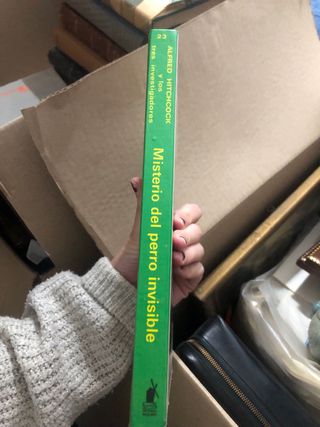 23
ALFRED HITCHCOCK
y los
tres investigadores
Misterio del perro invisible